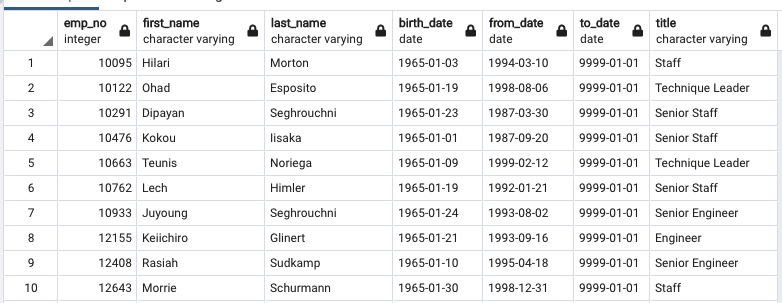 emp_no first_name last_name birth_date from_date to_date title
integer character varying character varying date date date character varying
1 10095 Hilari Morton 1965-01-03 1994-03-10 9999-01-01 Staff
2 10122 Ohad Esposito 1965-01-19 1998-08-06 9999-01-01 Technique Leader
3 10291 Dipayan Seghrouchni 1965-01-23 1987-03-30 9999-01-01 Senior Staff
4 10476 Kokou Iisaka 1965-01-01 1987-09-20 9999-01-01 Senior Staff
5 10663 Teunis Noriega 1965-01-09 1999-02-12 9999-01-01 Technique Leader
6 10762 Lech Himler 1965-01-19 1992-01-21 9999-01-01 Senior Staff
7 10933 Juyoung Seghrouchni 1965-01-24 1993-08-02 9999-01-01 Senior Engineer
8 12155 Keiichiro Glinert 1965-01-21 1993-09-16 9999-01-01 Engineer
9 12408 Rasiah Sudkamp 1965-01-10 1995-04-18 9999-01-01 Senior Engineer
10 12643 Morrie Schurmann 1965-01-30 1998-12-31 9999-01-01 Staff